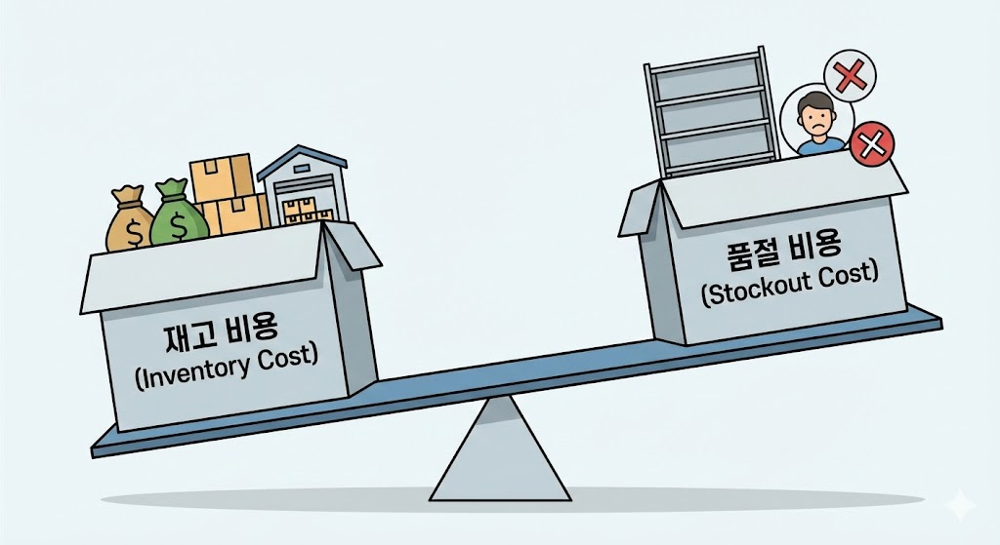 $
$
재고 비용
(Inventory Cost)
품절 비용
(Stockout Cost)